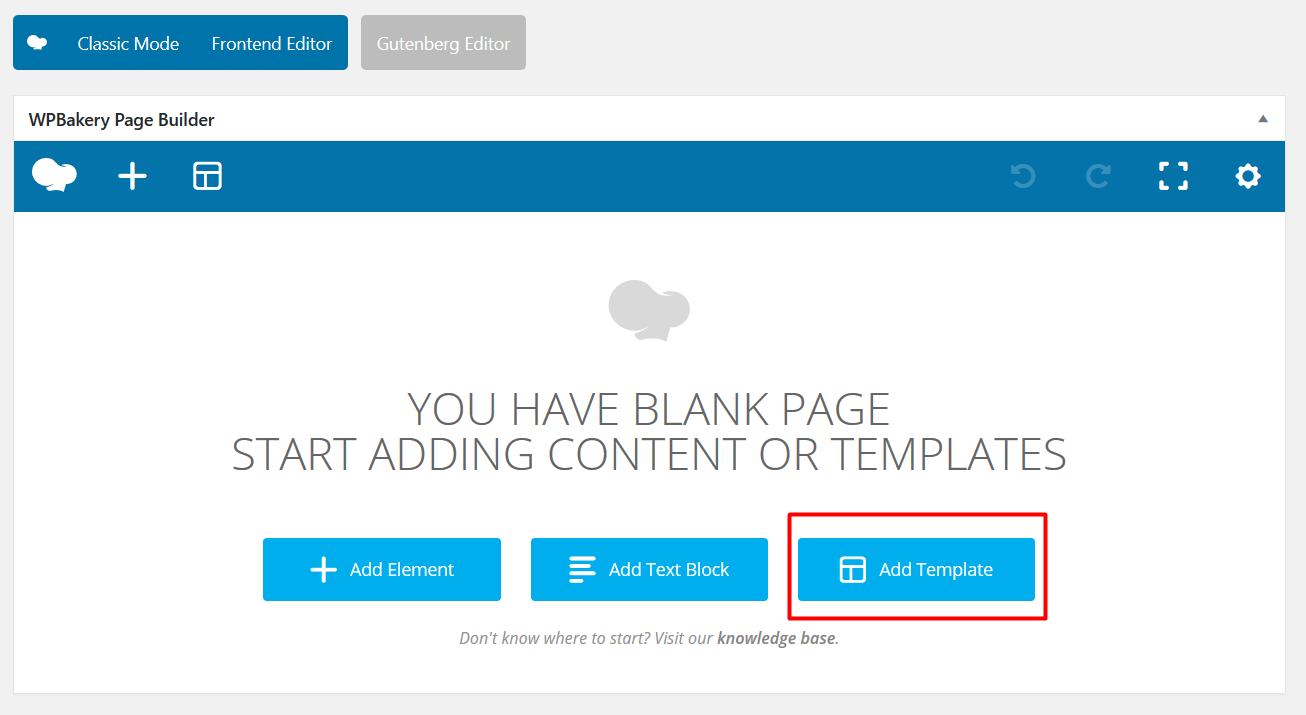 Classic Mode Frontend Editor Gutenberg Editor
WPBakery Page Builder
YOU HAVE BLANK PAGE
START ADDING CONTENT OR TEMPLATES
Add Element Add Text Block Add Template
Don't know where to start? Visit our knowledge base.